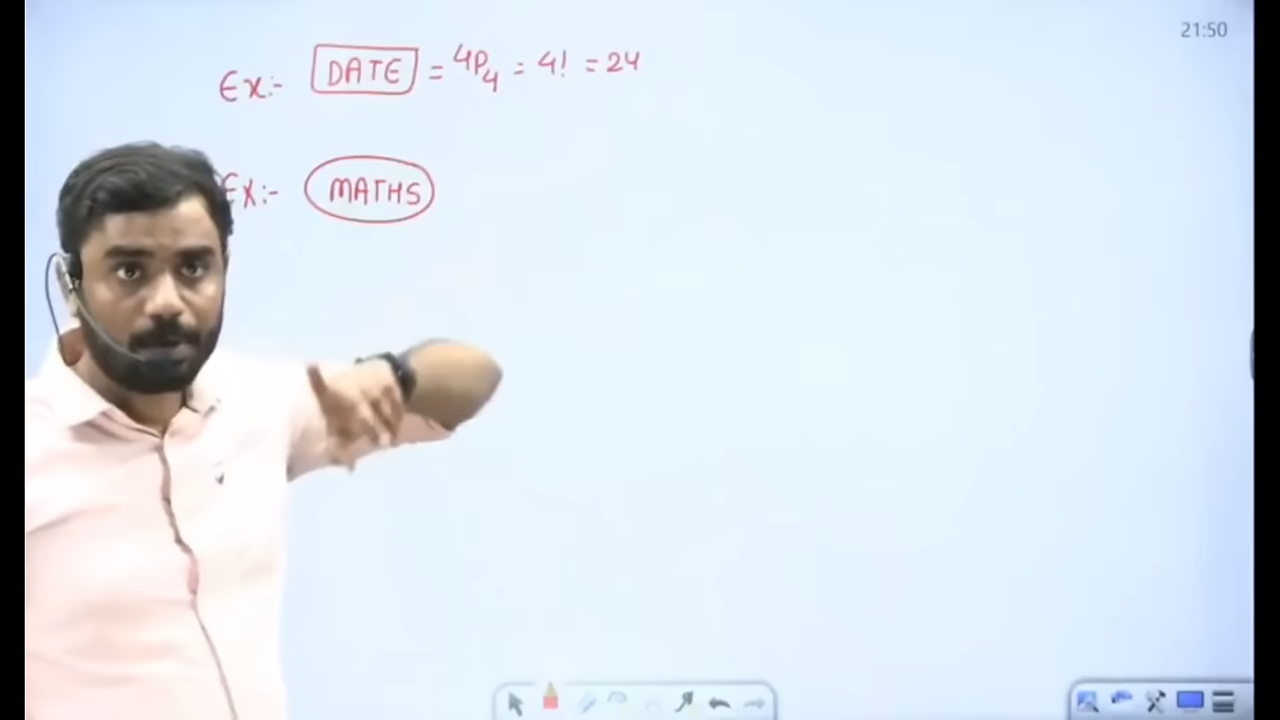 21:50
Ex:- DATE = 4P4 = 4! = 24
Ex:- MATHS